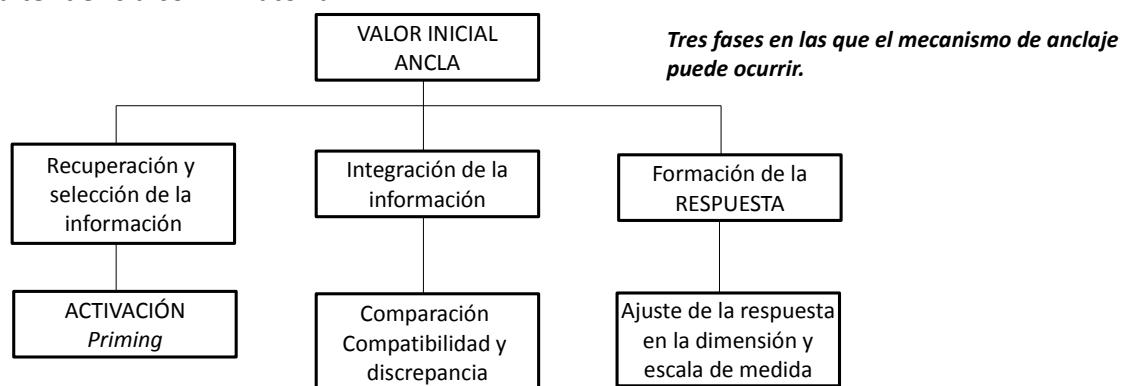 VALOR INICIAL
ANCLA
Tres fases en las que el mecanismo de anclaje
puede ocurrir.
Recuperación y
selección de la
información
Integración de la
información
Formación de la
RESPUESTA
ACTIVACIÓN
Priming
Comparación
Compatibilidad y
discrepancia
Ajuste de la respuesta
en la dimensión y
escala de medida